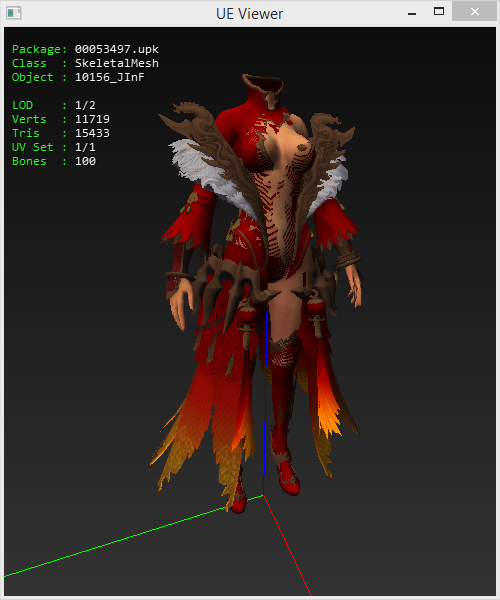 UE Viewer
Package: 00053497.upk
Class : SkeletalMesh
Object : 10156_JInF
LOD : 1/2
Verts : 11719
Tris : 15433
UV Set : 1/1
Bones : 100